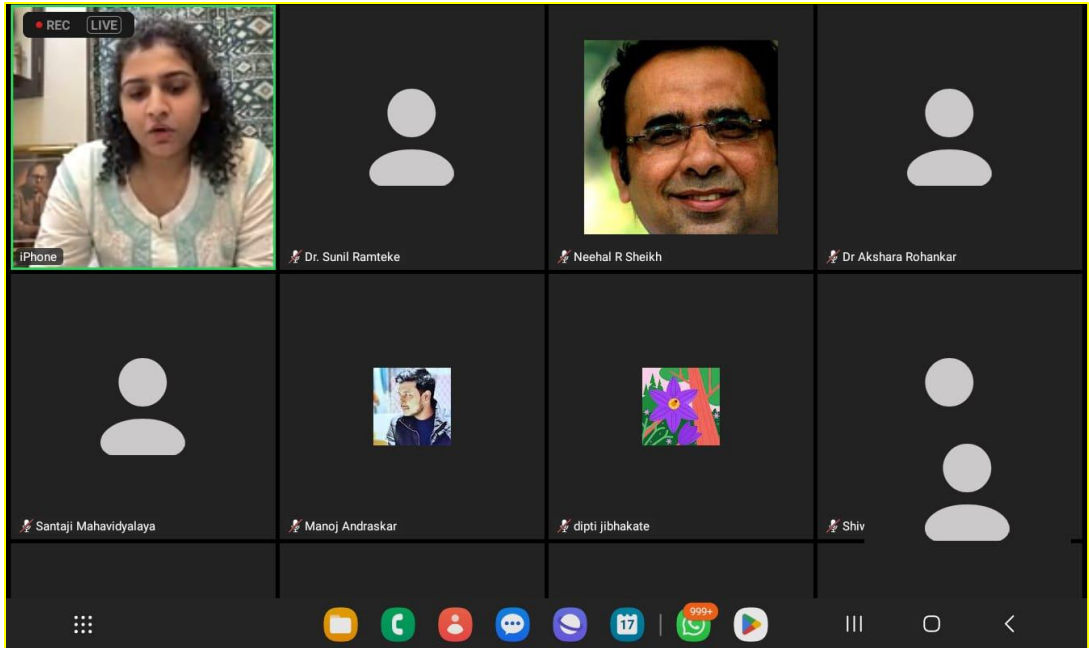 REC LIVE
iPhone
Dr. Sunil Ramteke
Neehal R Sheikh
Dr Akshara Rohankar
Santaji Mahavidyalaya
Manoj Andraskar
dipti jibhakate
Shiv
17
999+